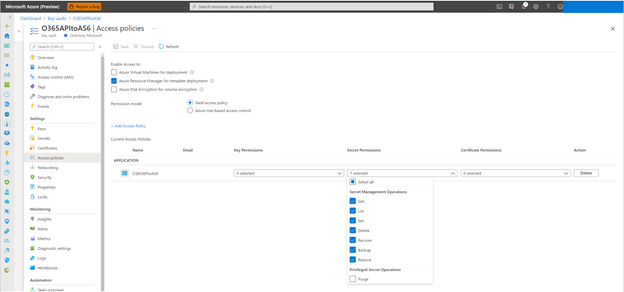 Microsoft Azure (Preview)
Report a bug
Search resources, services, and docs (G+/)
Dashboard > Key vaults > O365APItoAS6
O365APItoAS6 | Access policies
Key vault
Directory: Microsoft
Search (Ctrl+/)
Save
Discard
Refresh
Overview
Activity log
Access control (IAM)
Tags
Diagnose and solve problems
Events
Settings
Keys
Secrets
Certificates
Access policies
Networking
Security
Properties
Locks
Monitoring
Insights
Alerts
Metrics
Diagnostic settings
Logs
Workbooks
Automation
Enable Access to:
Azure Virtual Machines for deployment
Azure Resource Manager for template deployment
Azure Disk Encryption for volume encryption
Permission model
Vault access policy
Azure role-based access control
+ Add Access Policy
Current Access Policies
Name Email Key Permissions Secret Permissions Certificate Permissions Action
APPLICATION
O365APItoAS6 0 selected 7 selected 0 selected Delete
Select all
Secret Management Operations
Get
List
Set
Delete
Recover
Backup
Restore
Privileged Secret Operations
Purge